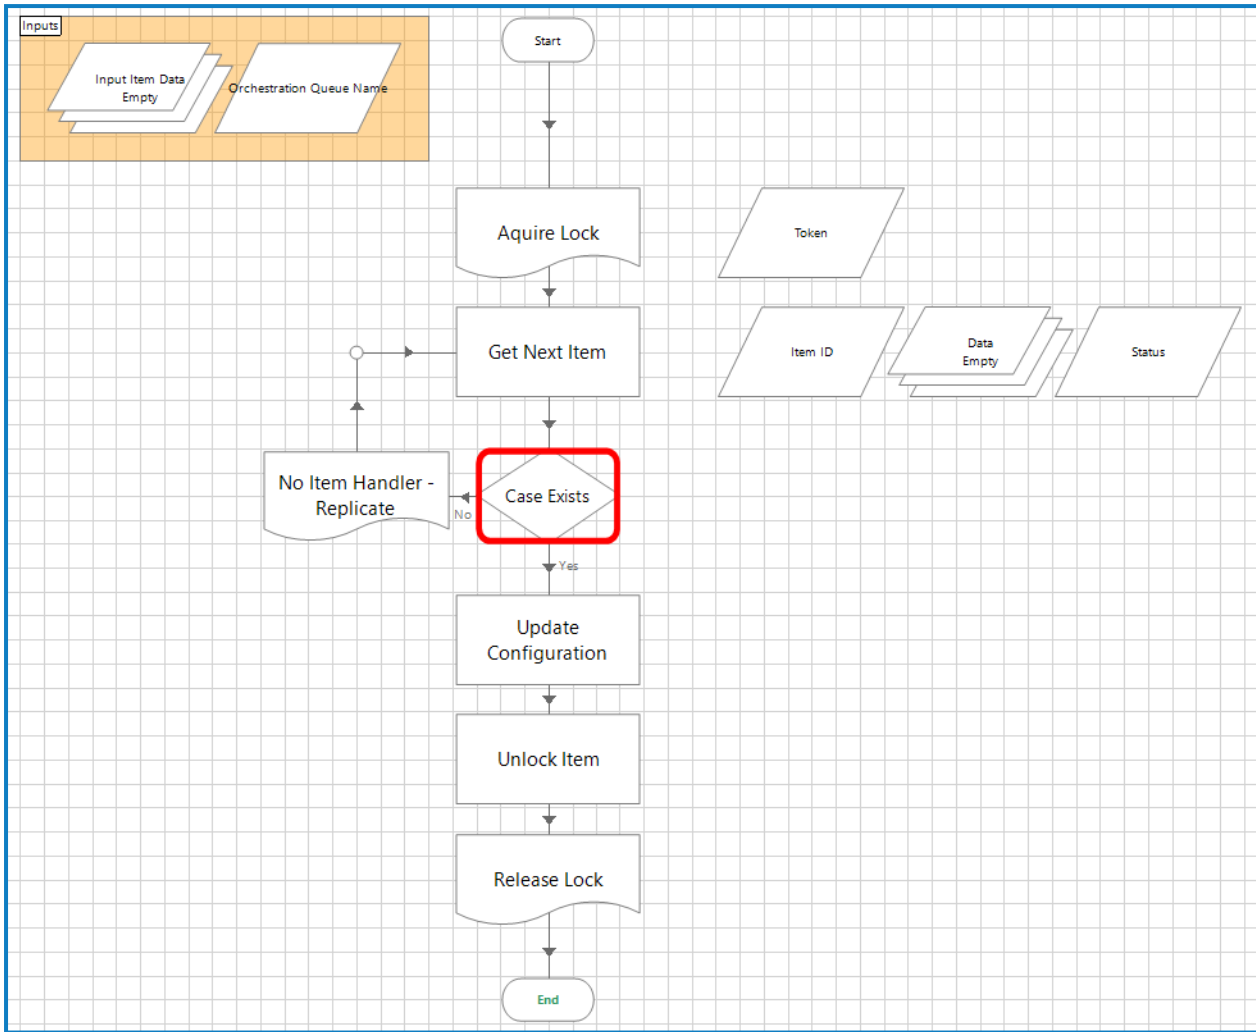 Inputs
Start
Input Item Data
Empty
Orchestration Queue Name
Aquire Lock
Token
Get Next Item
Item ID
Data
Empty
Status
No Item Handler -
Replicate
No
Case Exists
Yes
Update
Configuration
Unlock Item
Release Lock
End